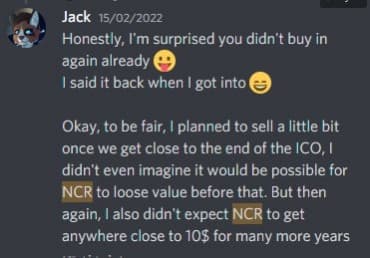 Jack 15/02/2022
Honestly, I'm surprised you didn't buy in
again already 😛
I said it back when I got into 😄
Okay, to be fair, I planned to sell a little bit
once we get close to the end of the ICO, I
didn't even imagine it would be possible for
NCR to loose value before that. But then
again, I also didn't expect NCR to get
anywhere close to 10$ for many more years